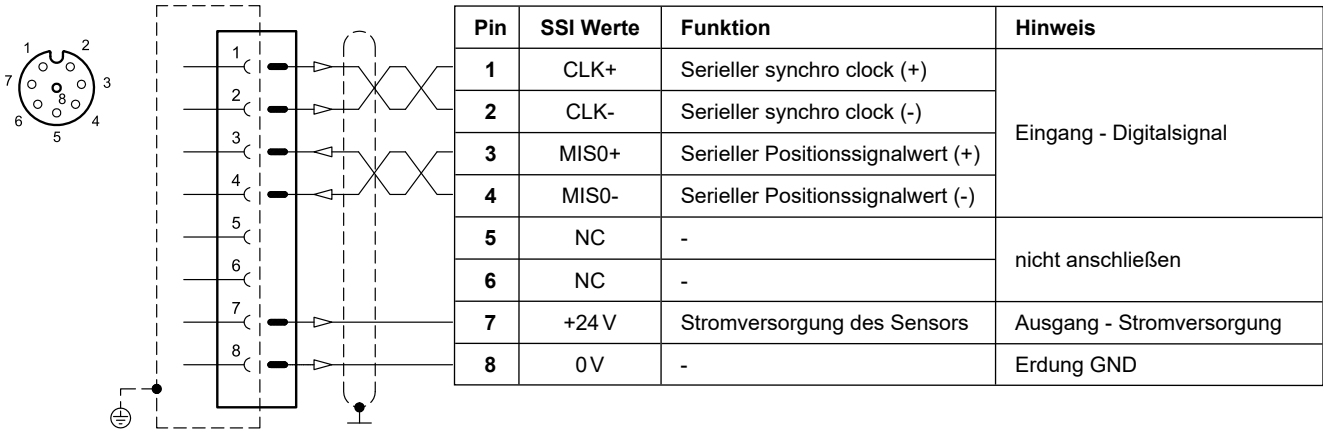 1
2
7
3
8
6
4
5
1
2
3
4
5
6
7
8
Pin SSI Werte Funktion Hinweis
1 CLK+ Serieller synchro clock (+)
2 CLK- Serieller synchro clock (-)
Eingang - Digitalsignal
3 MIS0+ Serieller Positionssignalwert (+)
4 MIS0- Serieller Positionssignalwert (-)
5 NC -
nicht anschließen
6 NC -
7 +24 V Stromversorgung des Sensors Ausgang - Stromversorgung
8 0 V - Erdung GND